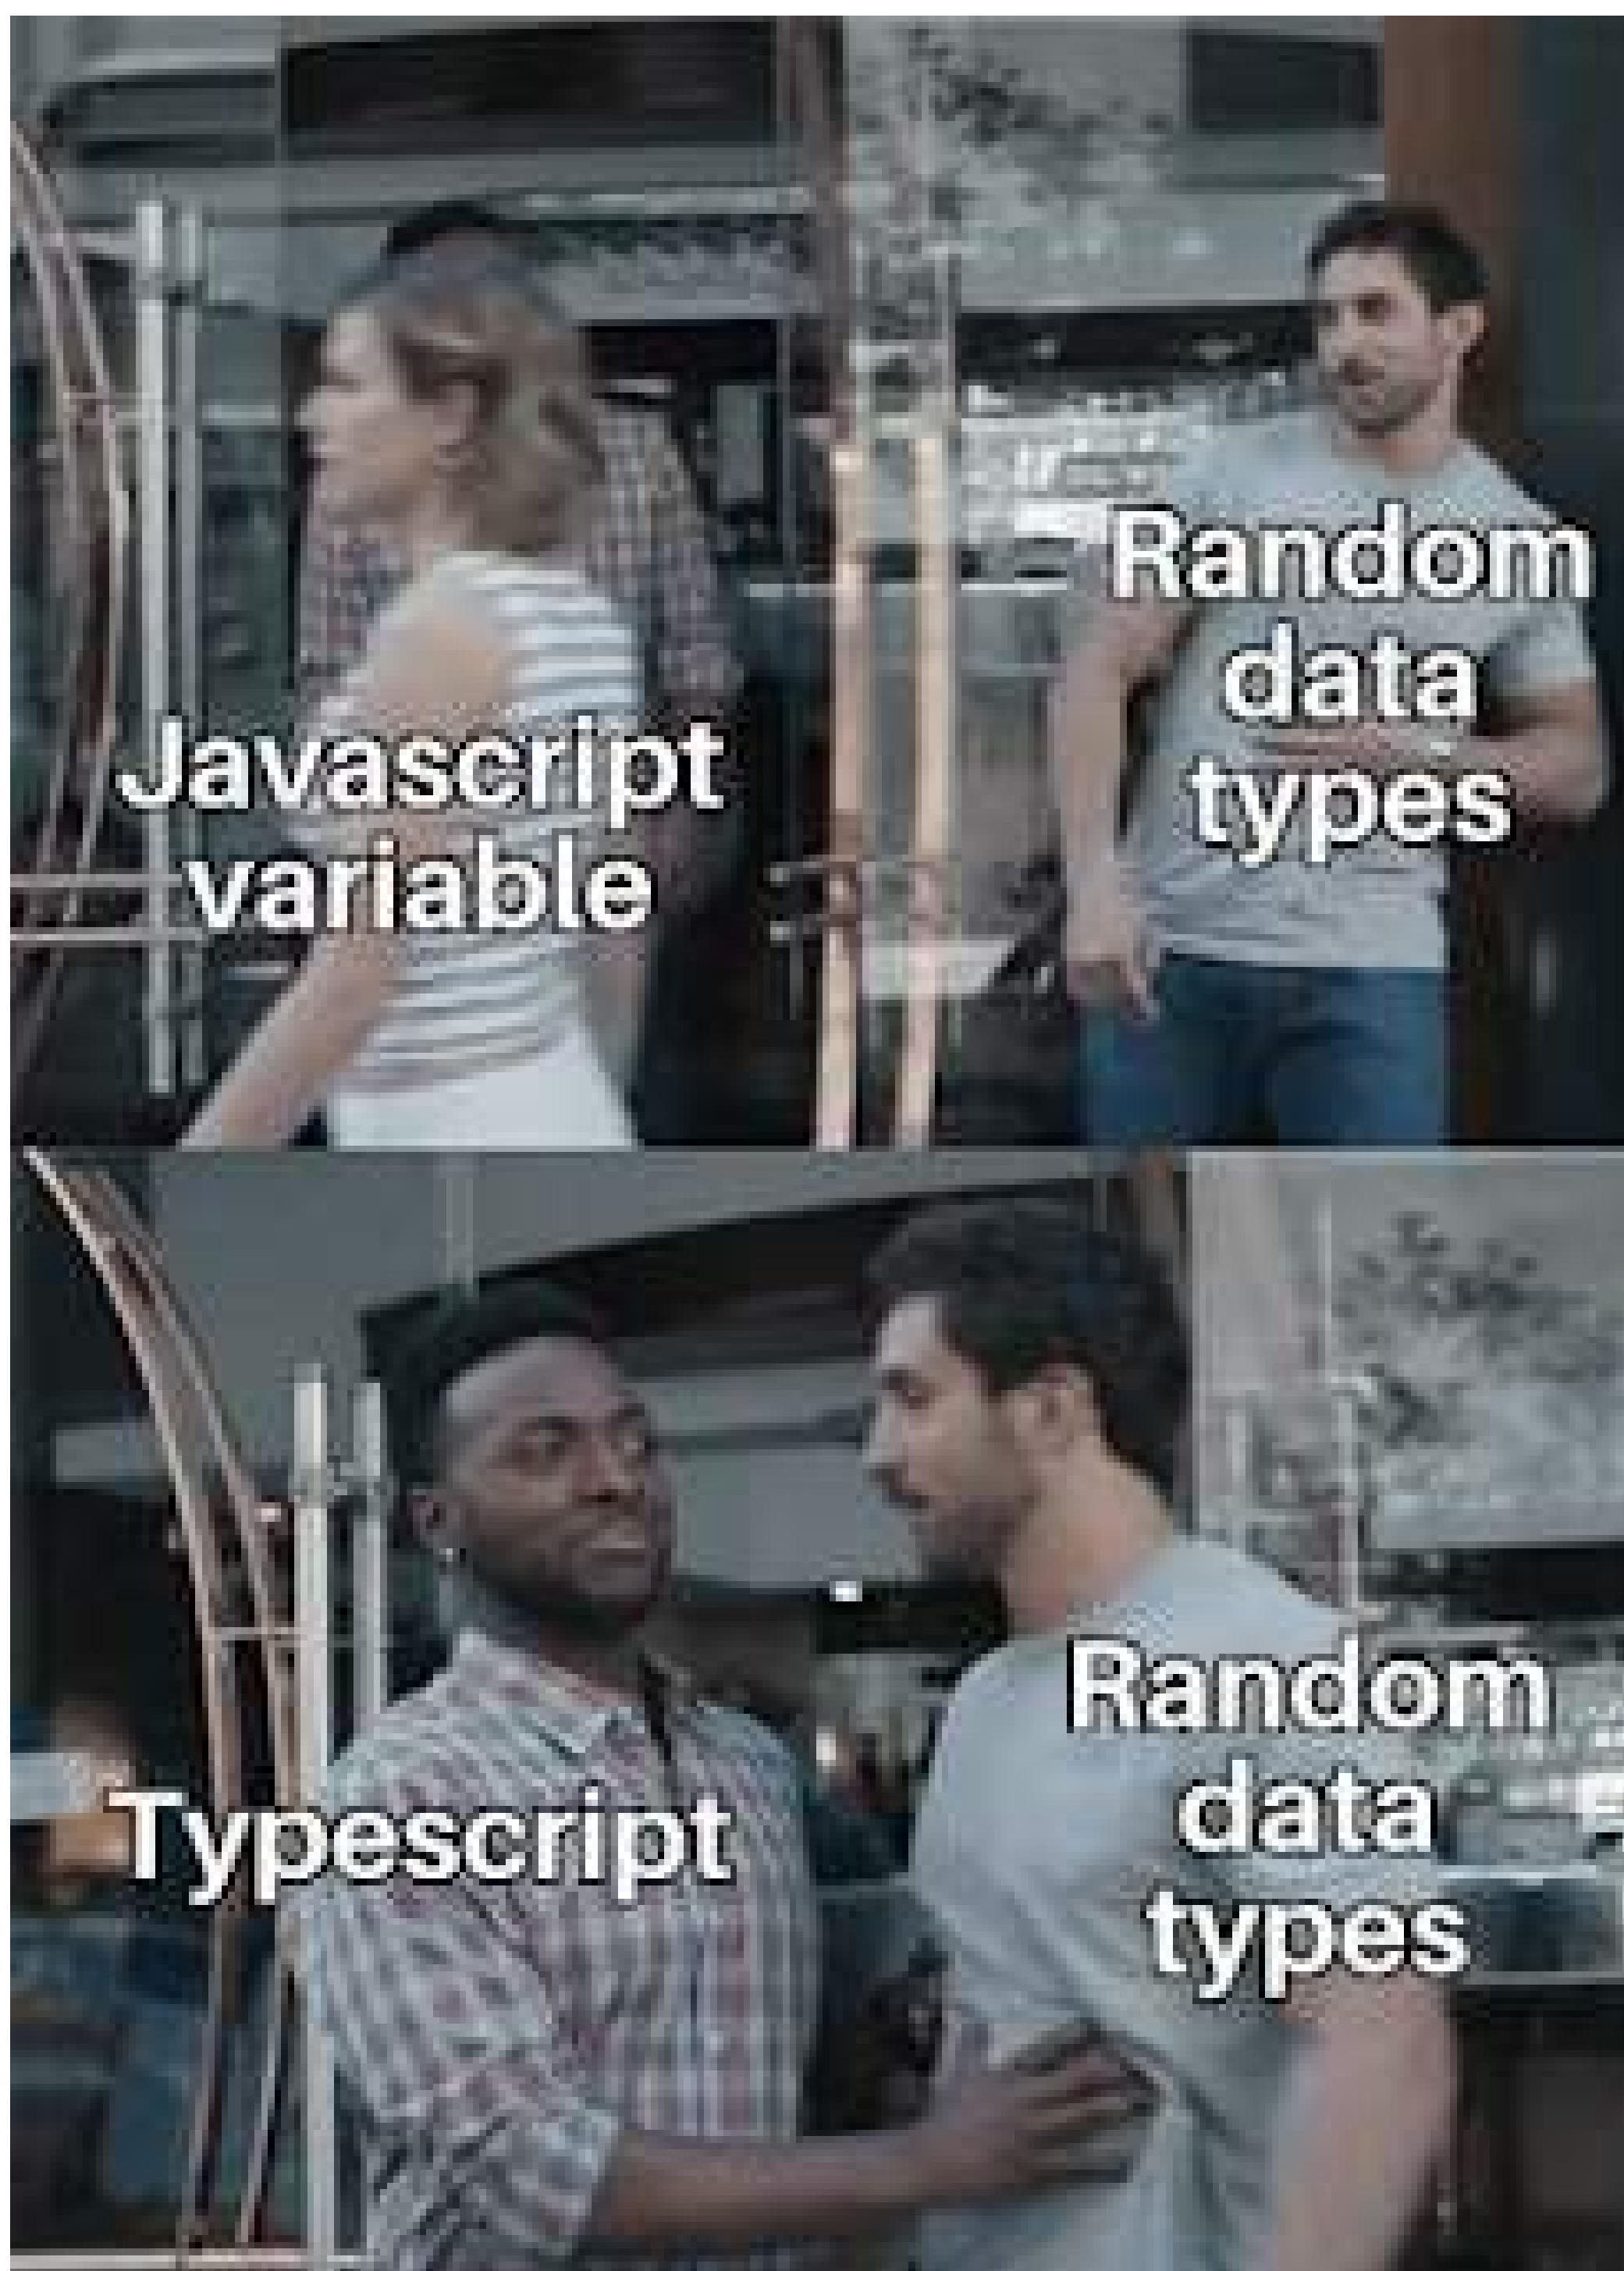 Javascript
variable
Random
data
types
Typescript
Random
data
types